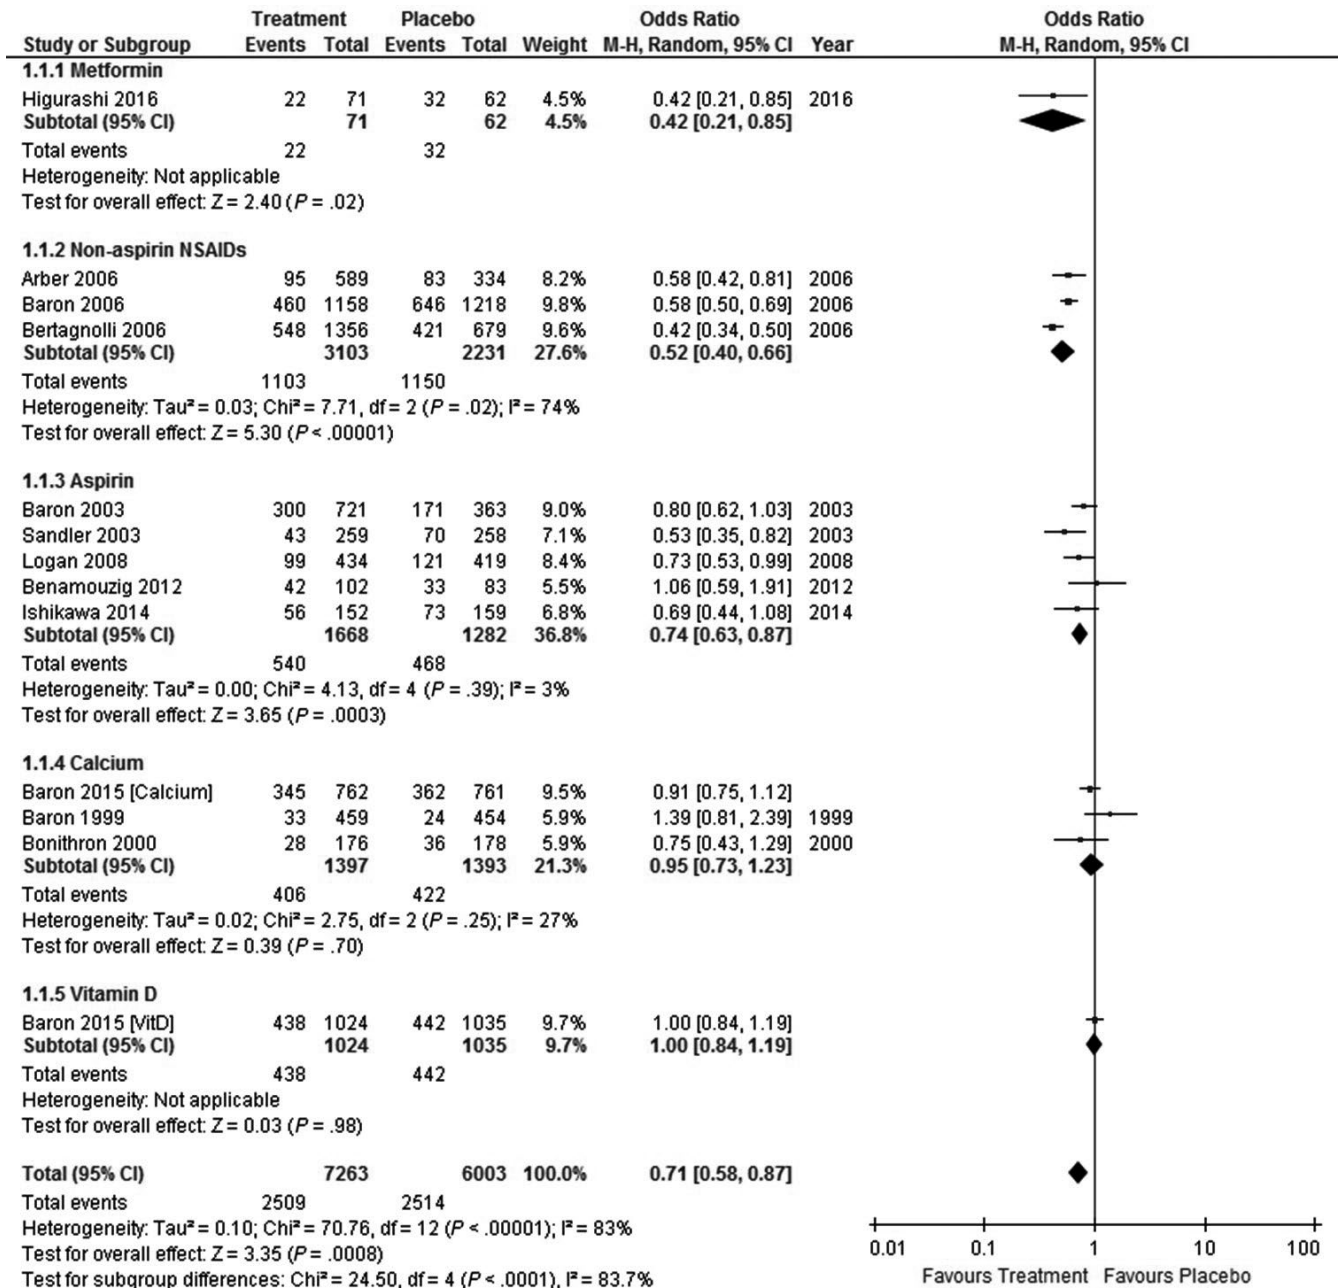 Treatment Placebo Odds Ratio Odds Ratio
Study or Subgroup Events Total Events Total Weight M-H, Random, 95% CI Year M-H, Random, 95% CI
1.1.1 Metformin
Higurashi 2016 22 71 32 62 4.5% 0.42 [0.21, 0.85] 2016
Subtotal (95% CI) 71 62 4.5% 0.42 [0.21, 0.85]
Total events 22 32
Heterogeneity: Not applicable
Test for overall effect: Z = 2.40 (P = .02)
1.1.2 Non-aspirin NSAIDs
Arber 2006 95 589 83 334 8.2% 0.58 [0.42, 0.81] 2006
Baron 2006 460 1158 646 1218 9.8% 0.58 [0.50, 0.69] 2006
Bertagnolli 2006 548 1356 421 679 9.6% 0.42 [0.34, 0.50] 2006
Subtotal (95% CI) 3103 2231 27.6% 0.52 [0.40, 0.66]
Total events 1103 1150
Heterogeneity: Tau² = 0.03; Chi² = 7.71, df = 2 (P = .02); I² = 74%
Test for overall effect: Z = 5.30 (P < .00001)
1.1.3 Aspirin
Baron 2003 300 721 171 363 9.0% 0.80 [0.62, 1.03] 2003
Sandler 2003 43 259 70 258 7.1% 0.53 [0.35, 0.82] 2003
Logan 2008 99 434 121 419 8.4% 0.73 [0.53, 0.99] 2008
Benamouzig 2012 42 102 33 83 5.5% 1.06 [0.59, 1.91] 2012
Ishikawa 2014 56 152 73 159 6.8% 0.69 [0.44, 1.08] 2014
Subtotal (95% CI) 1668 1282 36.8% 0.74 [0.63, 0.87]
Total events 540 468
Heterogeneity: Tau² = 0.00; Chi² = 4.13, df = 4 (P = .39); I² = 3%
Test for overall effect: Z = 3.65 (P = .0003)
1.1.4 Calcium
Baron 2015 [Calcium] 345 762 362 761 9.5% 0.91 [0.75, 1.12]
Baron 1999 33 459 24 454 5.9% 1.39 [0.81, 2.39] 1999
Bonithron 2000 28 176 36 178 5.9% 0.75 [0.43, 1.29] 2000
Subtotal (95% CI) 1397 1393 21.3% 0.95 [0.73, 1.23]
Total events 406 422
Heterogeneity: Tau² = 0.02; Chi² = 2.75, df = 2 (P = .25); I² = 27%
Test for overall effect: Z = 0.39 (P = .70)
1.1.5 Vitamin D
Baron 2015 [VitD] 438 1024 442 1035 9.7% 1.00 [0.84, 1.19]
Subtotal (95% CI) 1024 1035 9.7% 1.00 [0.84, 1.19]
Total events 438 442
Heterogeneity: Not applicable
Test for overall effect: Z = 0.03 (P = .98)
Total (95% CI) 7263 6003 100.0% 0.71 [0.58, 0.87]
Total events 2509 2514
Heterogeneity: Tau² = 0.10; Chi² = 70.76, df = 12 (P < .00001); I² = 83%
Test for overall effect: Z = 3.35 (P = .0008)
Test for subgroup differences: Chi² = 24.50, df = 4 (P < .0001), I² = 83.7%
0.01 0.1 1 10 100
Favours Treatment Favours Placebo